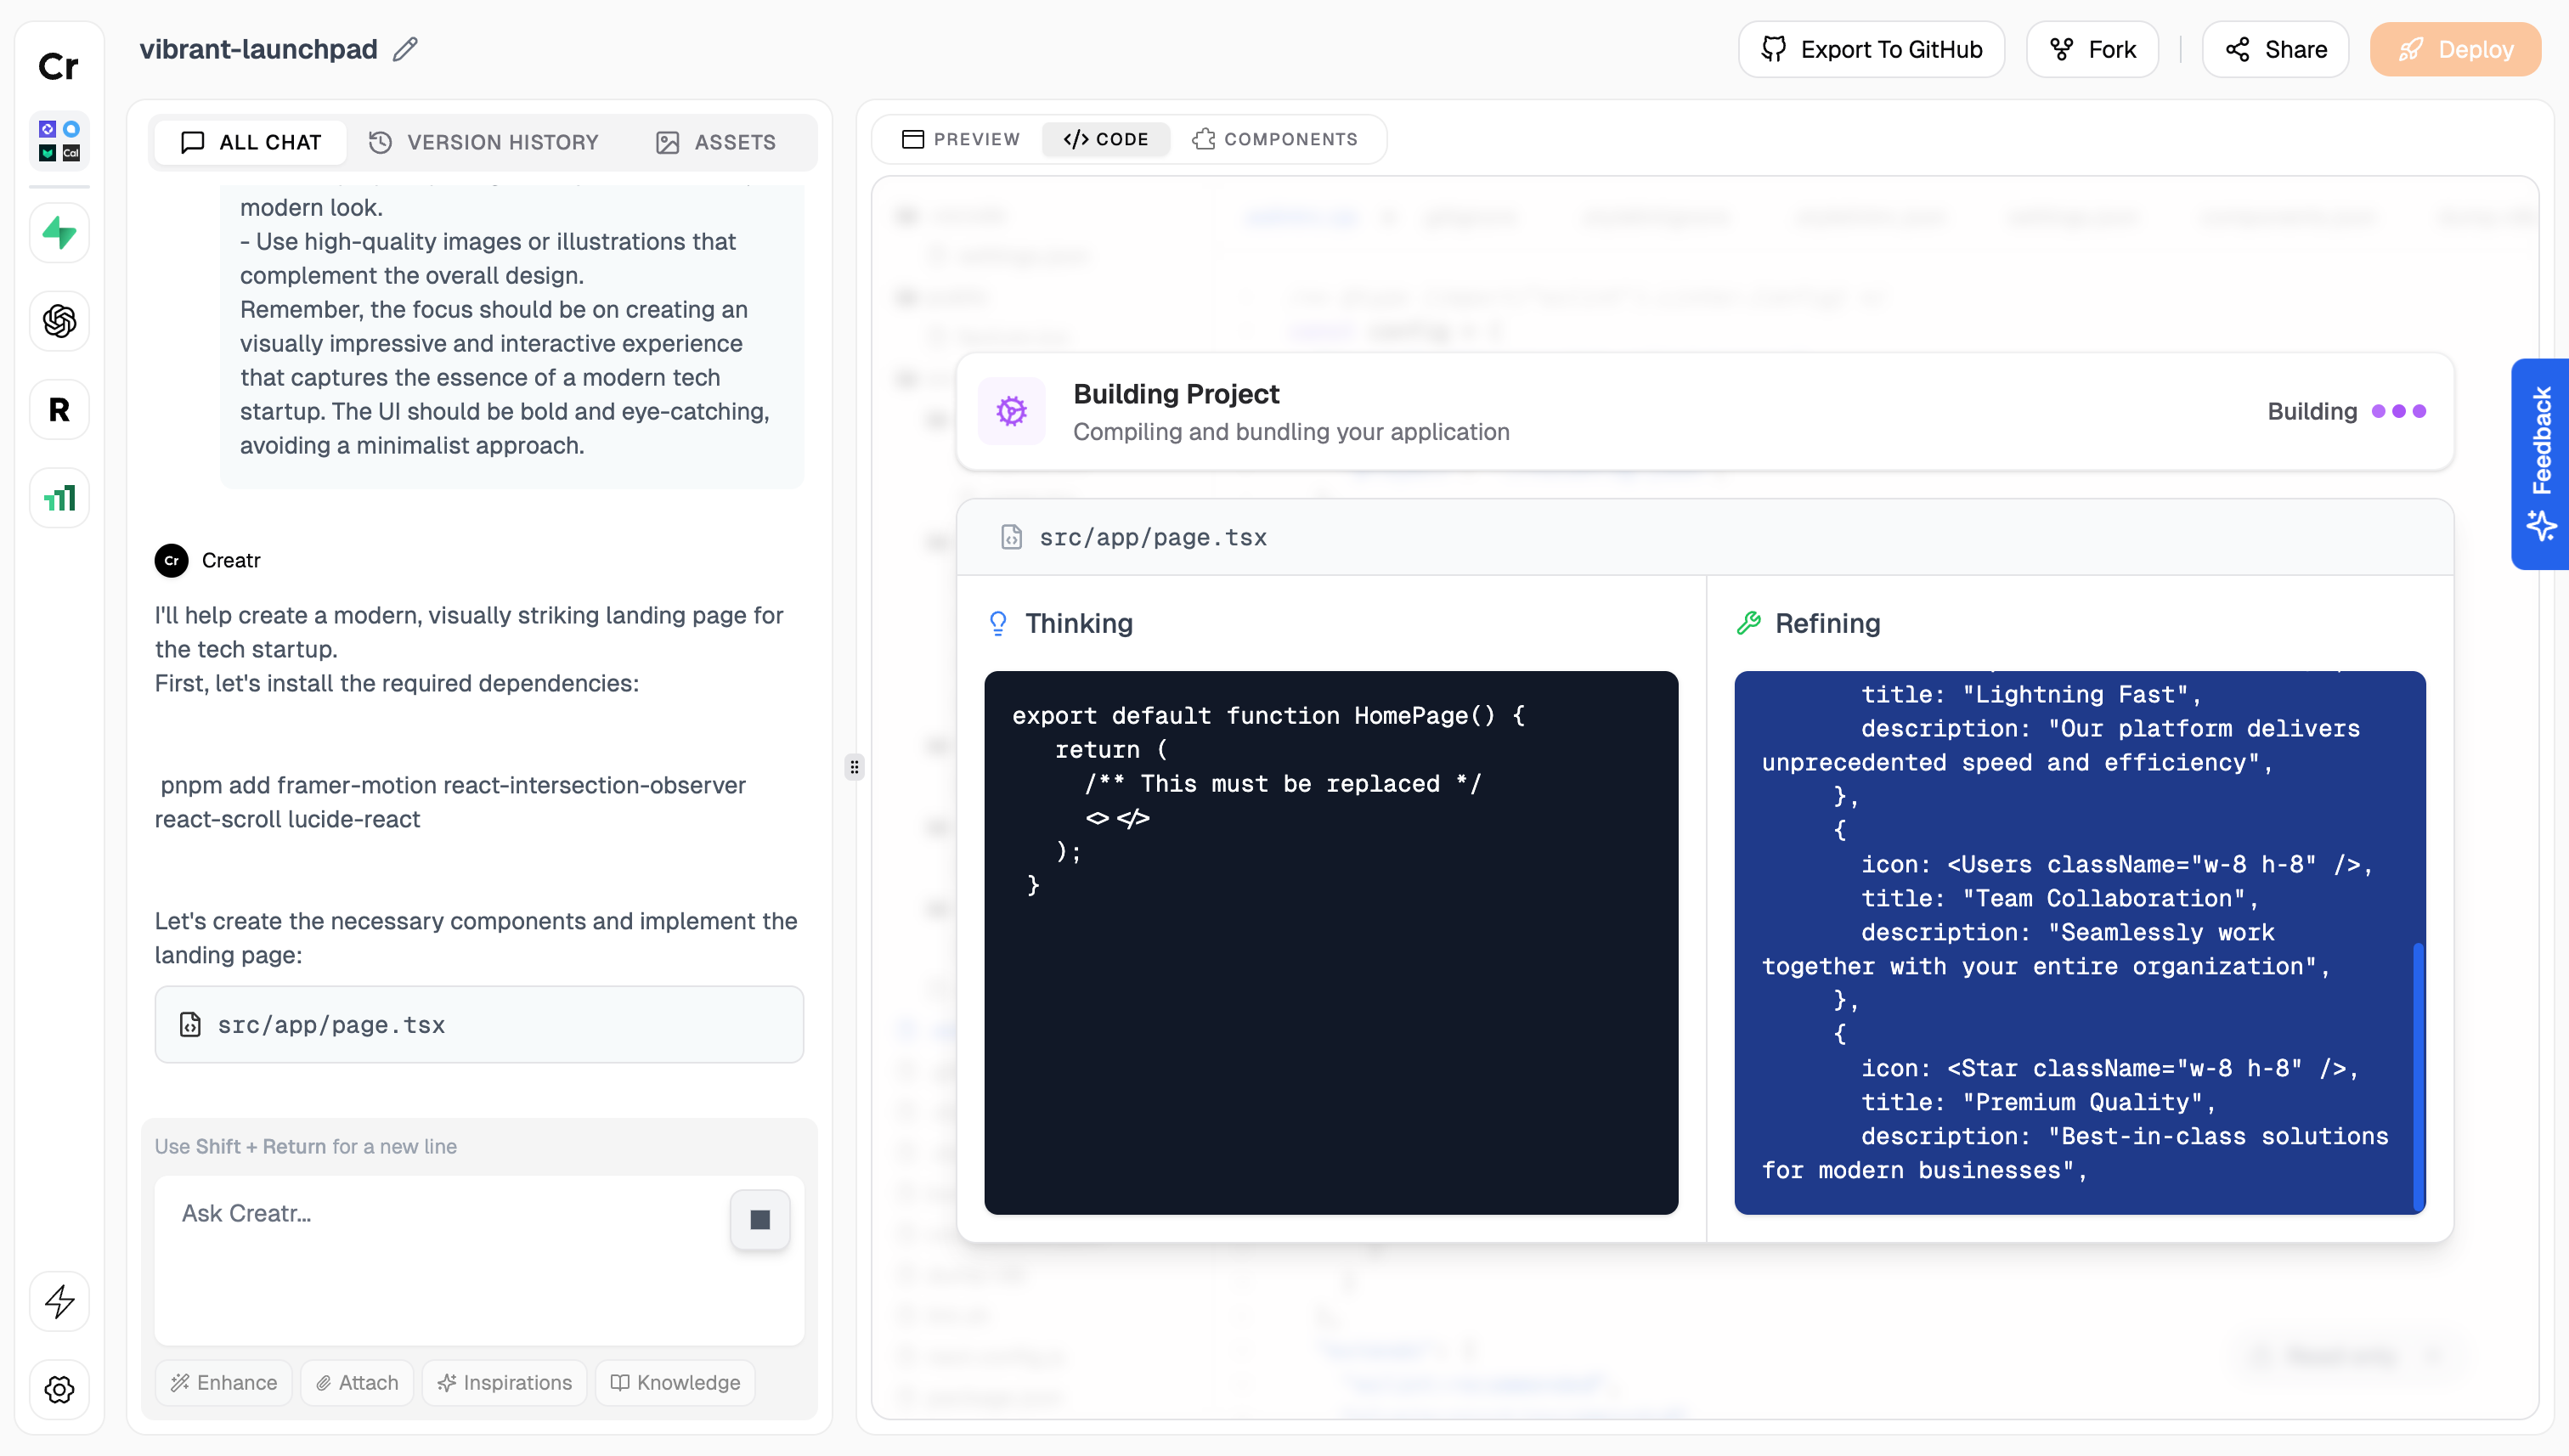 Cr
vibrant-launchpad
Export To GitHub
Fork
Share
Deploy
Cal
R
ALL CHAT
VERSION HISTORY
ASSETS
modern look.
- Use high-quality images or illustrations that
complement the overall design.
Remember, the focus should be on creating an
visually impressive and interactive experience
that captures the essence of a modern tech
startup. The UI should be bold and eye-catching,
avoiding a minimalist approach.
Cr
Creatr
I'll help create a modern, visually striking landing page for
the tech startup.
First, let's install the required dependencies:
pnpm add framer-motion react-intersection-observer
react-scroll lucide-react
Let's create the necessary components and implement the
landing page:
src/app/page.tsx
Use Shift + Return for a new line
Ask Creatr...
Enhance
Attach
Inspirations
Knowledge
PREVIEW
</> CODE
COMPONENTS
Building Project
Compiling and bundling your application
Building
Feedback
src/app/page.tsx
Thinking
export default function HomePage() {
return (
/** This must be replaced */
<></>
);
}
Refining
title: "Lightning Fast",
description: "Our platform delivers
unprecedented speed and efficiency",
},
{
icon: <Users className="w-8 h-8" />,
title: "Team Collaboration",
description: "Seamlessly work
together with your entire organization",
},
{
icon: <Star className="w-8 h-8" />,
title: "Premium Quality",
description: "Best-in-class solutions
for modern businesses",